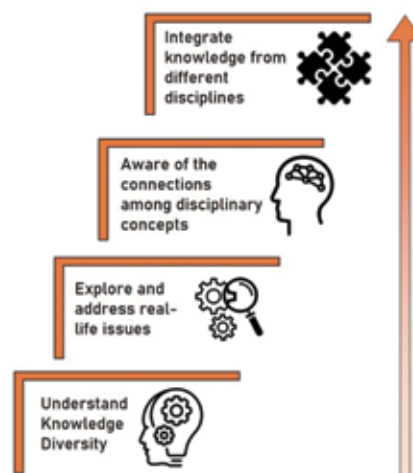 Integrate
knowledge from
different
disciplines
Aware of the
connections
among disciplinary
concepts
Explore and
address real-
life issues
Understand
Knowledge
Diversity